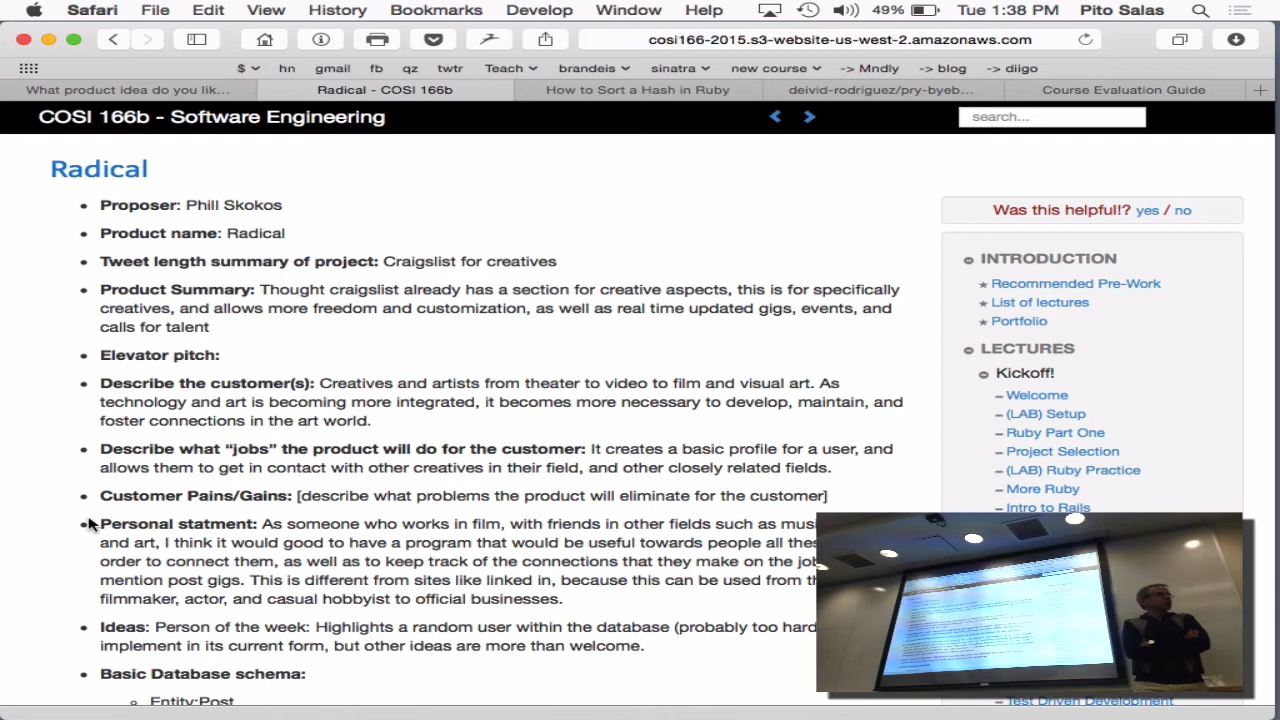 Safari File Edit View History Bookmarks Develop Window Help 49% Tue 1:38 PM Pito Salas
cosi166-2015.s3-website-us-west-2.amazonaws.com
$ hn gmail fb qz twtr Teach brandeis sinatra new course -> Mndly -> blog -> diigo
What product idea do you lik... Radical - COSI 166b How to Sort a Hash in Ruby deivid-rodriguez/pry-byeb... Course Evaluation Guide
COSI 166b - Software Engineering search...
Radical
Proposer: Phill Skokos
Product name: Radical
Tweet length summary of project: Craigslist for creatives
Product Summary: Thought craigslist already has a section for creative aspects, this is for specifically
creatives, and allows more freedom and customization, as well as real time updated gigs, events, and
calls for talent
Elevator pitch:
Describe the customer(s): Creatives and artists from theater to video to film and visual art. As
technology and art is becoming more integrated, it becomes more necessary to develop, maintain, and
foster connections in the art world.
Describe what “jobs” the product will do for the customer: It creates a basic profile for a user, and
allows them to get in contact with other creatives in their field, and other closely related fields.
Customer Pains/Gains: [describe what problems the product will eliminate for the customer]
Personal statment: As someone who works in film, with friends in other fields such as musi
and art, I think it would good to have a program that would be useful towards people all thes
order to connect them, as well as to keep track of the connections that they make on the job
mention post gigs. This is different from sites like linked in, because this can be used from th
filmmaker, actor, and casual hobbyist to official businesses.
Ideas: Person of the week: Highlights a random user within the database (probably too hard
implement in its current form, but other ideas are more than welcome.
Basic Database schema:
Entity:Post
Was this helpful!? yes / no
INTRODUCTION
Recommended Pre-Work
List of lectures
Portfolio
LECTURES
Kickoff!
Welcome
(LAB) Setup
Ruby Part One
Project Selection
(LAB) Ruby Practice
More Ruby
Intro to Rails
Test Driven Development